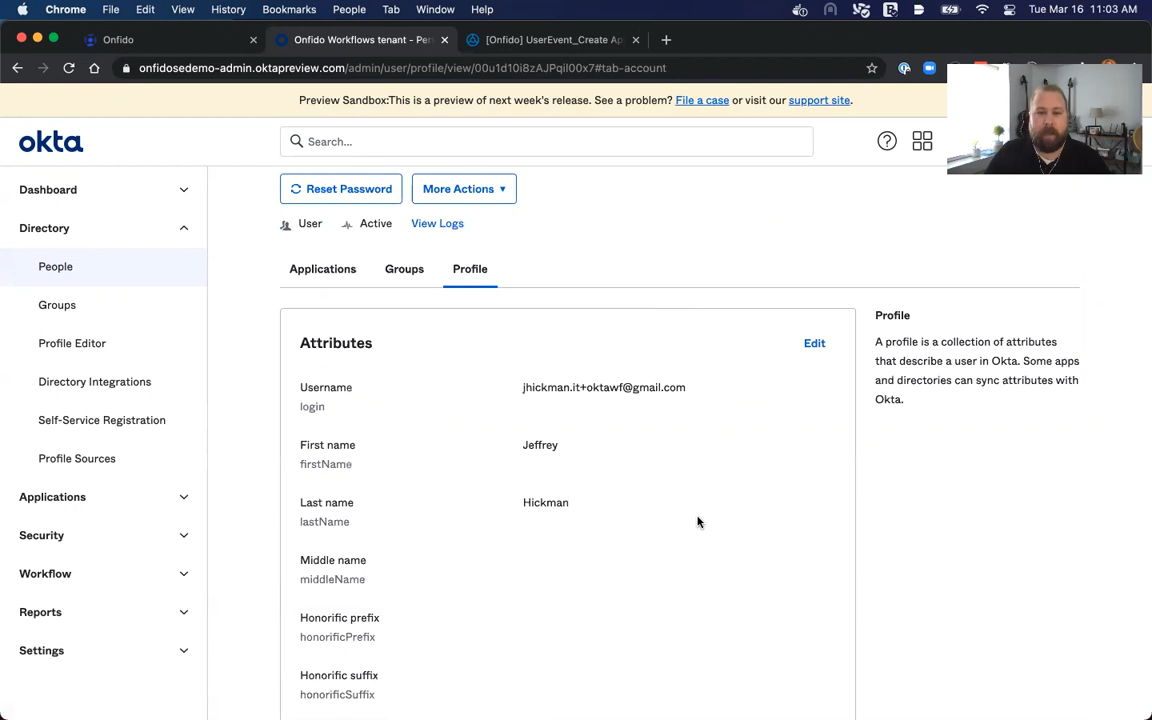 Chrome File Edit View History Bookmarks People Tab Window Help Tue Mar 16 11:03 AM
Onfido
Onfido Workflows tenant - Per
[Onfido] UserEvent_Create Ap
onfidosedemo-admin.oktapreview.com/admin/user/profile/view/00u1d10i8zAJPqiI00x7#tab-account
Preview Sandbox:This is a preview of next week's release. See a problem? File a case or visit our support site.
okta
Search...
Dashboard
Directory
People
Groups
Profile Editor
Directory Integrations
Self-Service Registration
Profile Sources
Applications
Security
Workflow
Reports
Settings
Reset Password
More Actions
User Active View Logs
Applications Groups Profile
Attributes Edit
Username jhickman.it+oktawf@gmail.com
login
First name Jeffrey
firstName
Last name Hickman
lastName
Middle name
middleName
Honorific prefix
honorificPrefix
Honorific suffix
honorificSuffix
Profile
A profile is a collection of attributes
that describe a user in Okta. Some apps
and directories can sync attributes with
Okta.